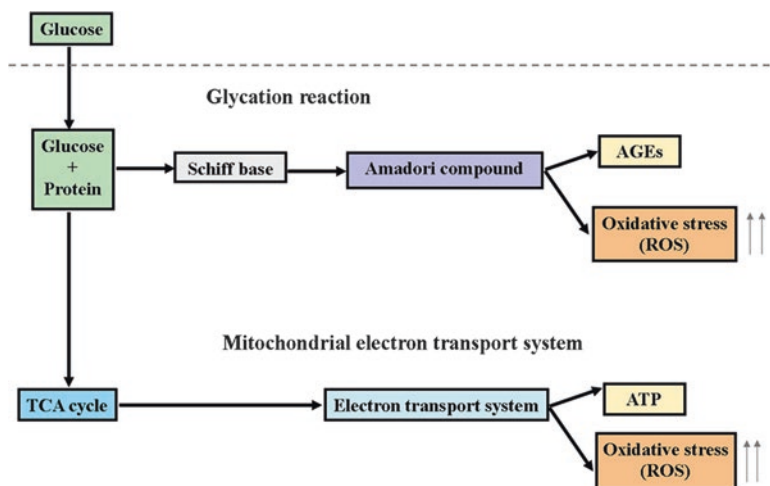 Glucose
Glycation reaction
Glucose
+
Protein
Schiff base
Amadori compound
AGEs
Oxidative stress
(ROS)
Mitochondrial electron transport system
TCA cycle
Electron transport system
ATP
Oxidative stress
(ROS)